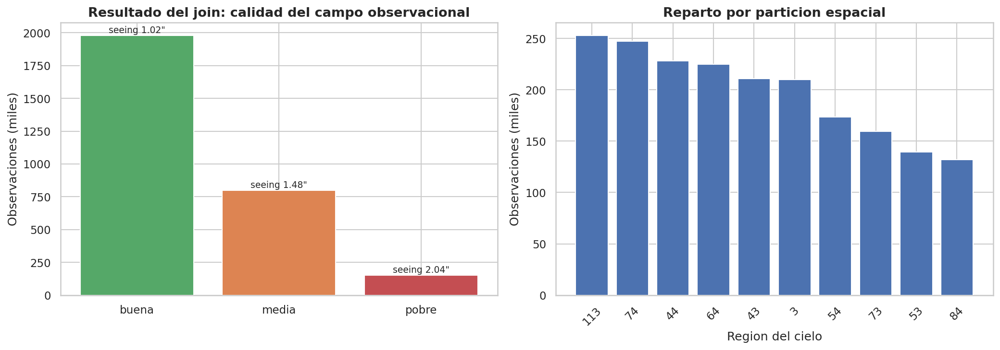 Resultado del join: calidad del campo observacional
Observaciones (miles)
2000
1750
1500
1250
1000
750
500
250
0
seeing 1.02"
seeing 1.48"
seeing 2.04"
buena
media
pobre
Reparto por particion espacial
Observaciones (miles)
250
200
150
100
50
0
113
74
44
64
43
3
54
73
53
84
Region del cielo